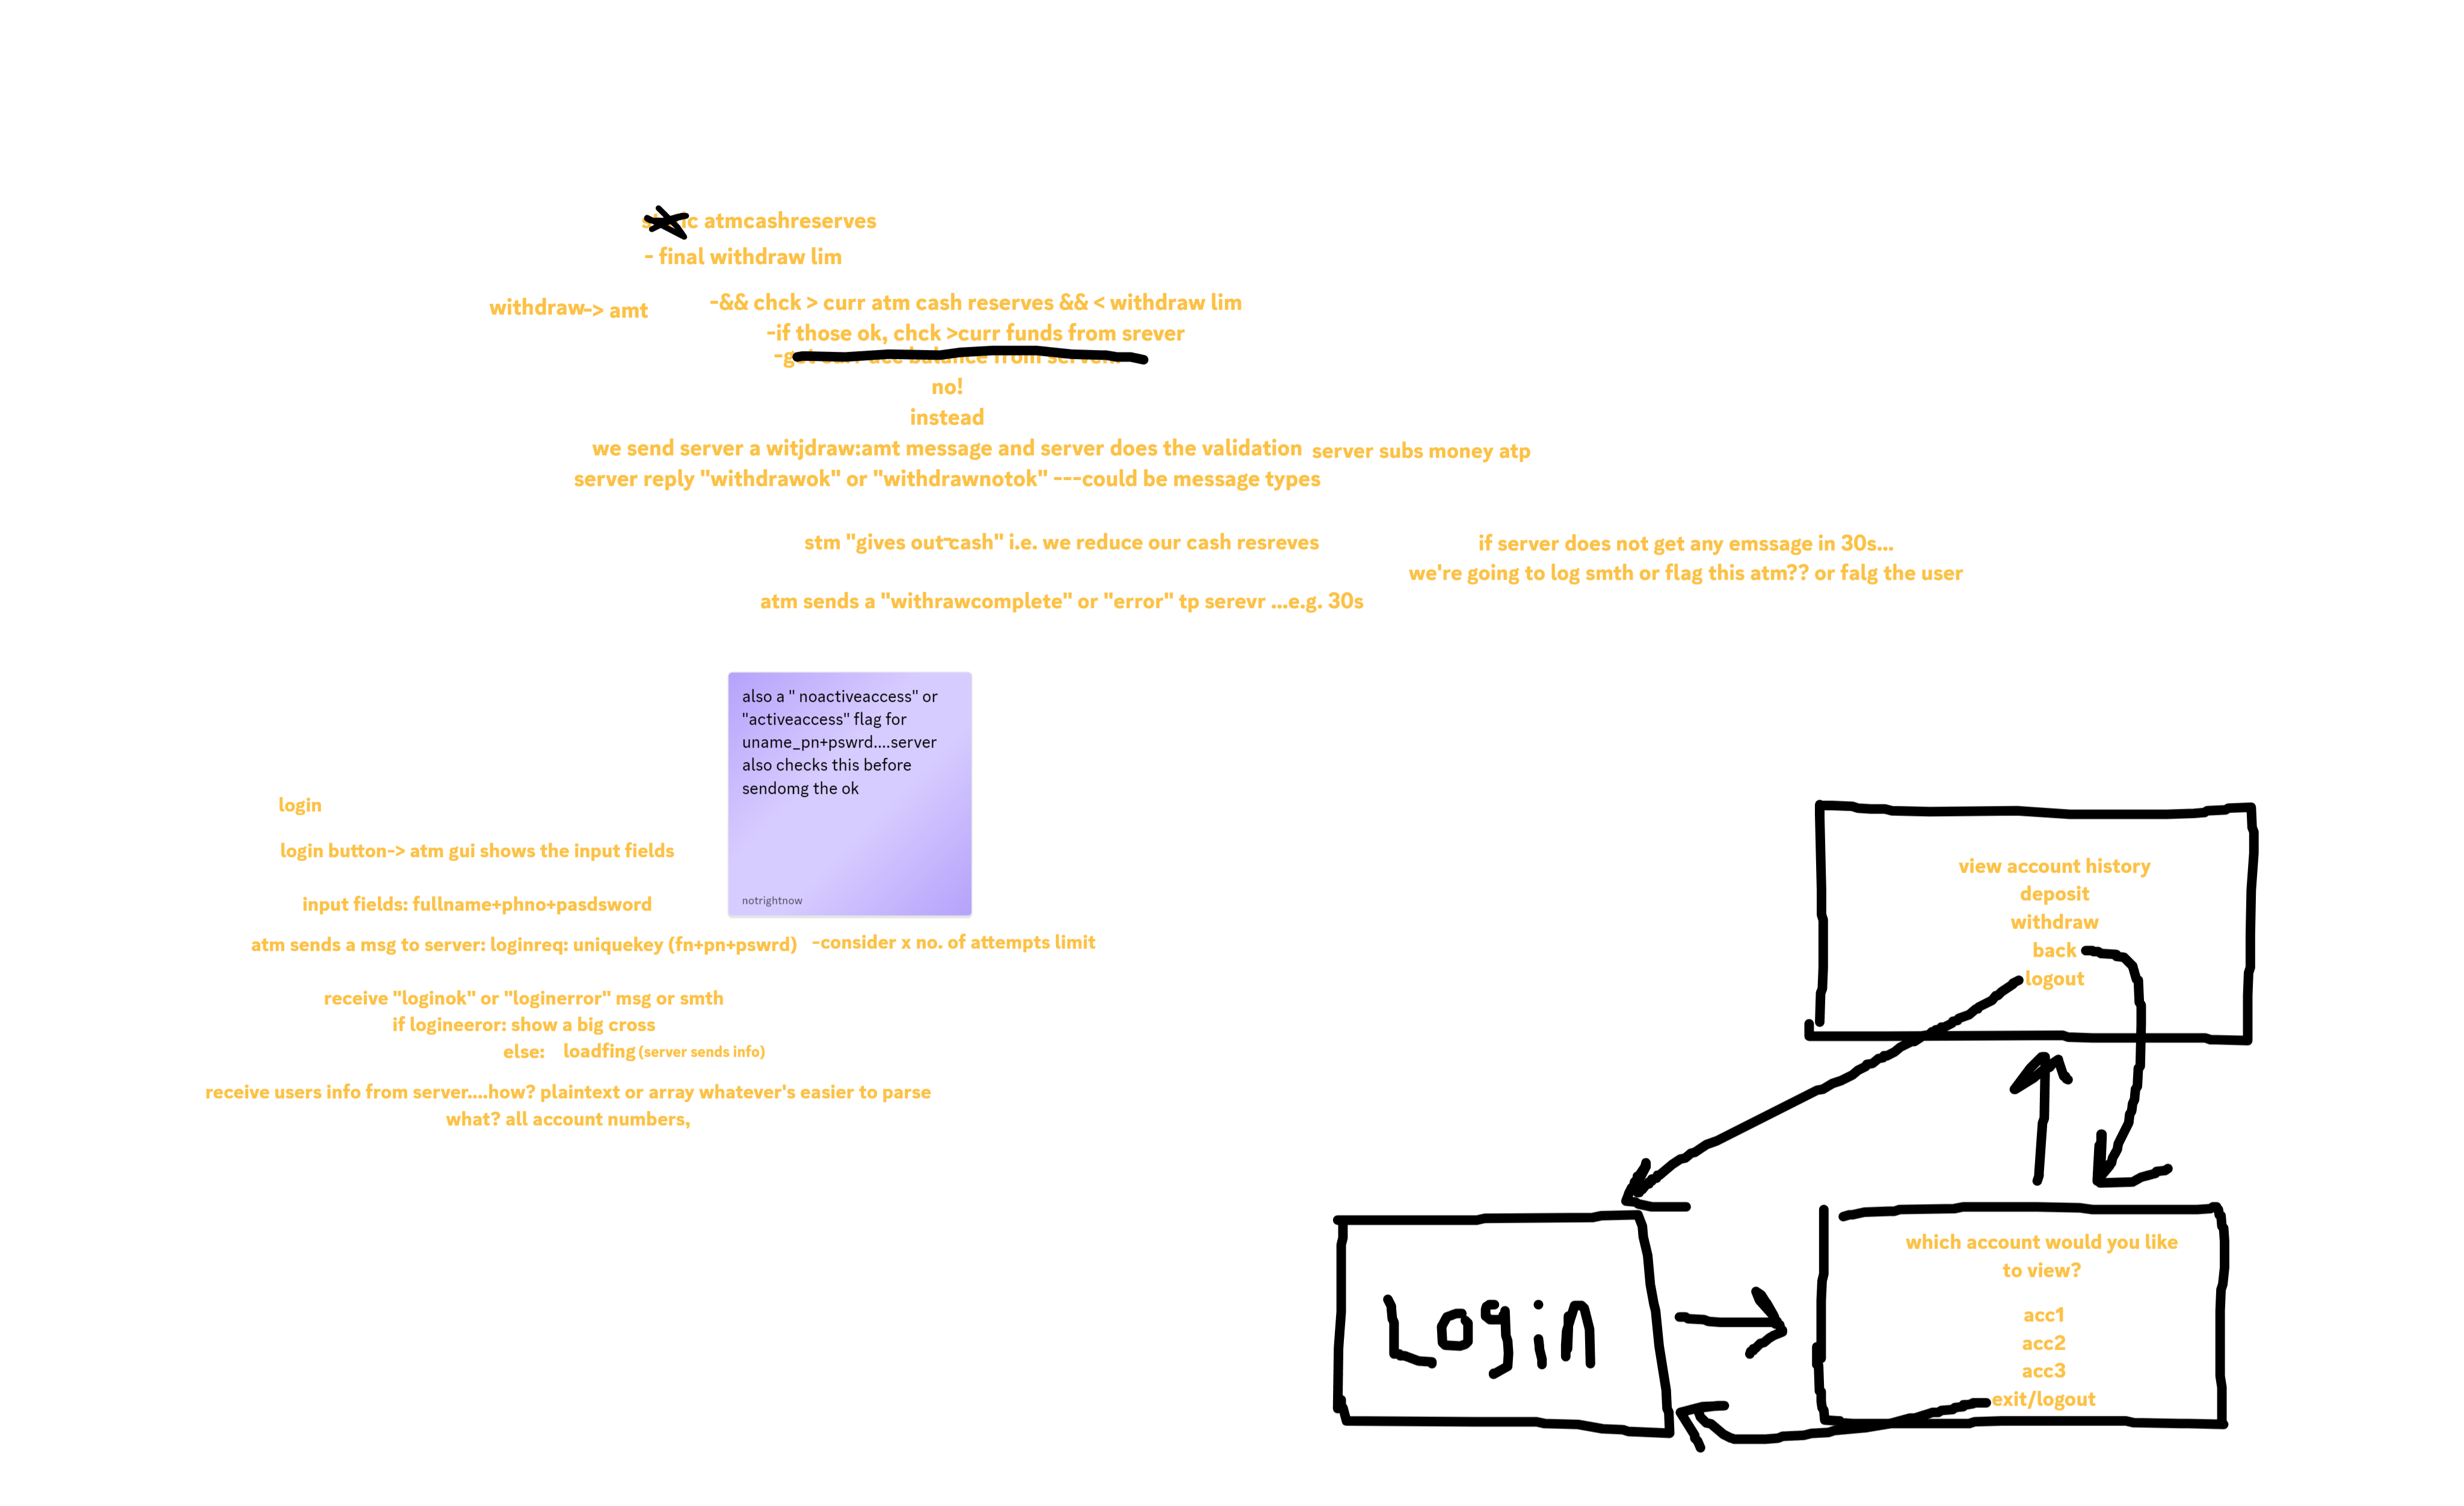 atmcashreserves
- final withdraw lim
withdraw-> amt
-&& chck > curr atm cash reserves && < withdraw lim
-if those ok, chck >curr funds from srever
no!
instead
we send server a witjdraw:amt message and server does the validation
server subs money atp
server reply "withdrawok" or "withdrawnotok" ---could be message types
stm "gives out-cash" i.e. we reduce our cash resreves
if server does not get any emssage in 30s...
we're going to log smth or flag this atm?? or falg the user
atm sends a "withrawcomplete" or "error" tp serevr ...e.g. 30s
also a " noactiveaccess" or
"activeaccess" flag for
uname_pn+pswrd....server
also checks this before
sendomg the ok
notrightnow
login
login button-> atm gui shows the input fields
input fields: fullname+phno+pasdsword
atm sends a msg to server: loginreq: uniquekey (fn+pn+pswrd)
-consider x no. of attempts limit
receive "loginok" or "loginerror" msg or smth
if logineeror: show a big cross
else: loadfing (server sends info)
receive users info from server....how? plaintext or array whatever's easier to parse
what? all account numbers,
view account history
deposit
withdraw
back
logout
Login
which account would you like
to view?
acc1
acc2
acc3
exit/logout